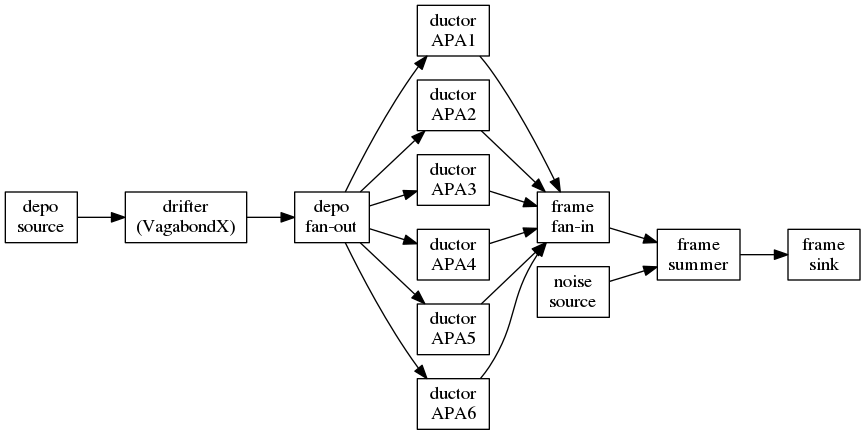 depo
source
drifter
(VagabondX)
depo
fan-out
ductor
APA1
ductor
APA2
ductor
APA3
ductor
APA4
ductor
APA5
ductor
APA6
frame
fan-in
noise
source
frame
summer
frame
sink